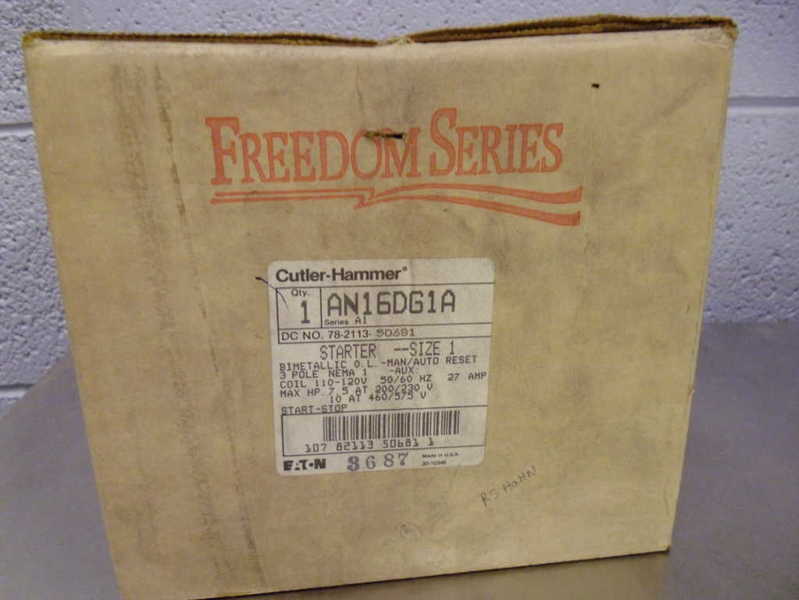 FREEDOM SERIES
Cutler-Hammer®
Qty. 1 AN16DG1A
Series A1
DC NO. 78-2113-50681
STARTER --SIZE 1
BIMETALLIC O.L.-MAN/AUTO RESET
3 POLE NEMA 1 -AUX:
COIL 110-120V 50/60 HZ 27 AMP
MAX HP 7.5 AT 200/230 V
10 AT 460/575 V
START-STOP
107 82113 50681 1
EATON 3687 MADE IN U.S.A.
RJ HAHN